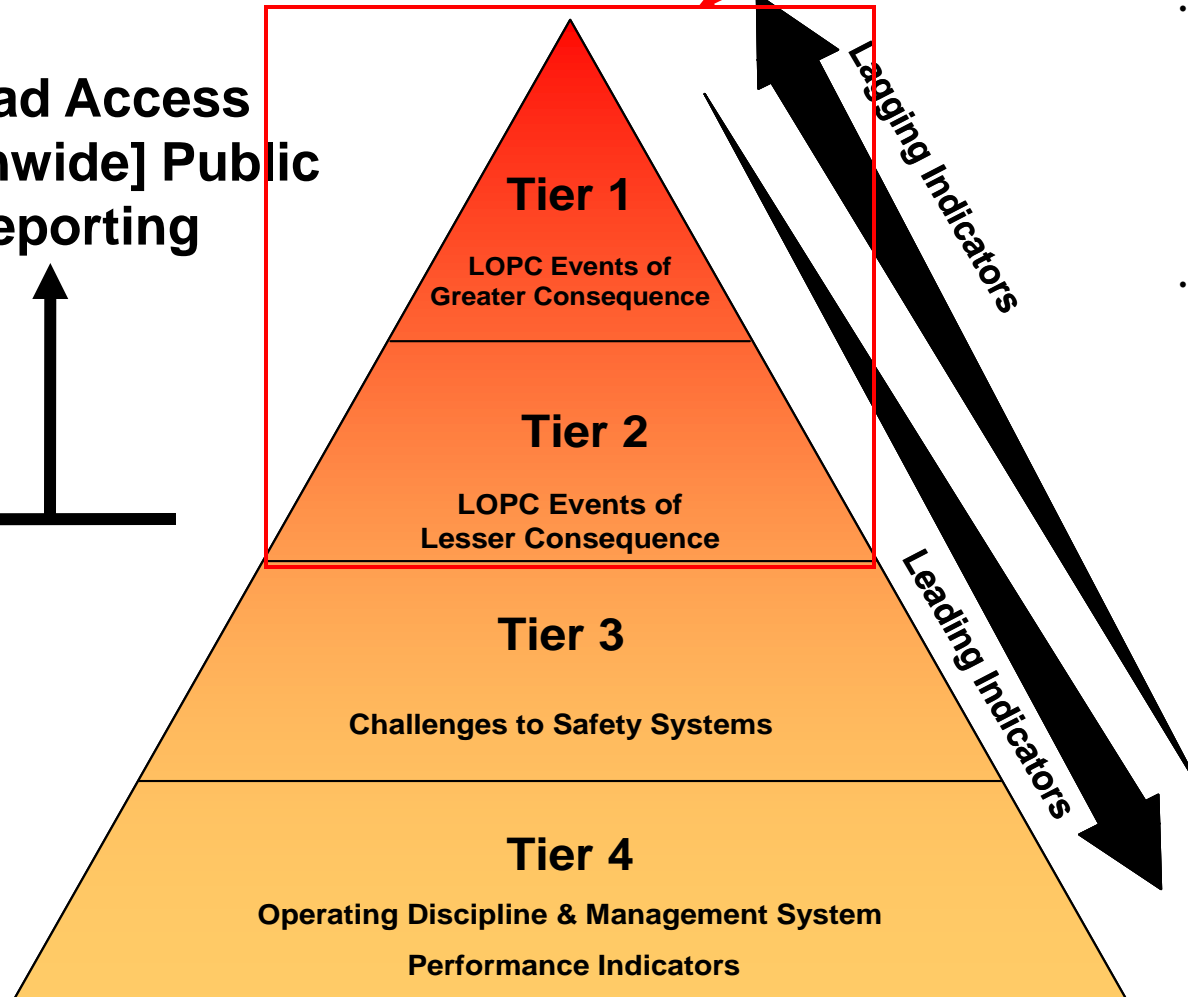 ad Access
nwide] Public
eporting
Tier 1
LOPC Events of
Greater Consequence
Tier 2
LOPC Events of
Lesser Consequence
Tier 3
Challenges to Safety Systems
Tier 4
Operating Discipline & Management System
Performance Indicators
Lagging Indicators
Leading Indicators